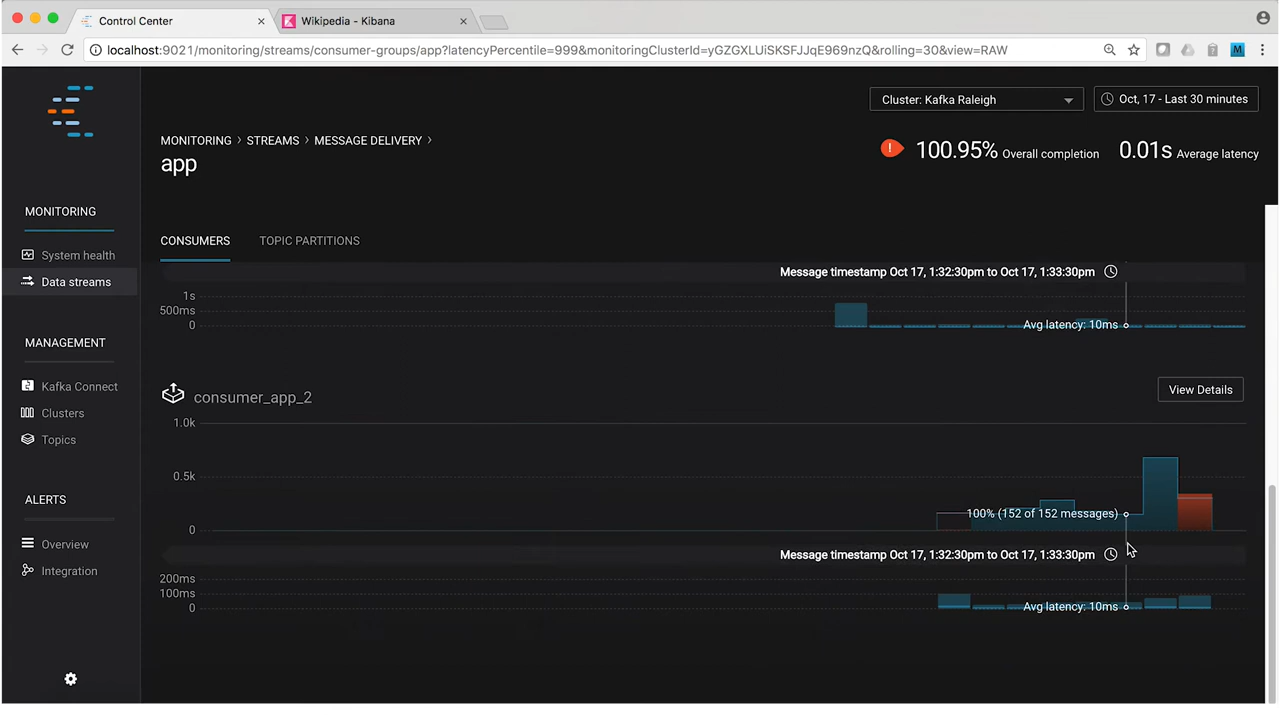 Control Center
Wikipedia - Kibana
localhost:9021/monitoring/streams/consumer-groups/app?latencyPercentile=999&monitoringClusterId=yGZGXLUiSKSFJJqE969nzQ&rolling=30&view=RAW
Cluster: Kafka Raleigh
Oct, 17 - Last 30 minutes
MONITORING › STREAMS › MESSAGE DELIVERY ›
app
100.95% Overall completion
0.01s Average latency
MONITORING
System health
Data streams
MANAGEMENT
Kafka Connect
Clusters
Topics
ALERTS
Overview
Integration
CONSUMERS
TOPIC PARTITIONS
Message timestamp Oct 17, 1:32:30pm to Oct 17, 1:33:30pm
1s
500ms
0
Avg latency: 10ms
consumer_app_2
View Details
1.0k
0.5k
0
100% (152 of 152 messages)
Message timestamp Oct 17, 1:32:30pm to Oct 17, 1:33:30pm
200ms
100ms
0
Avg latency: 10ms